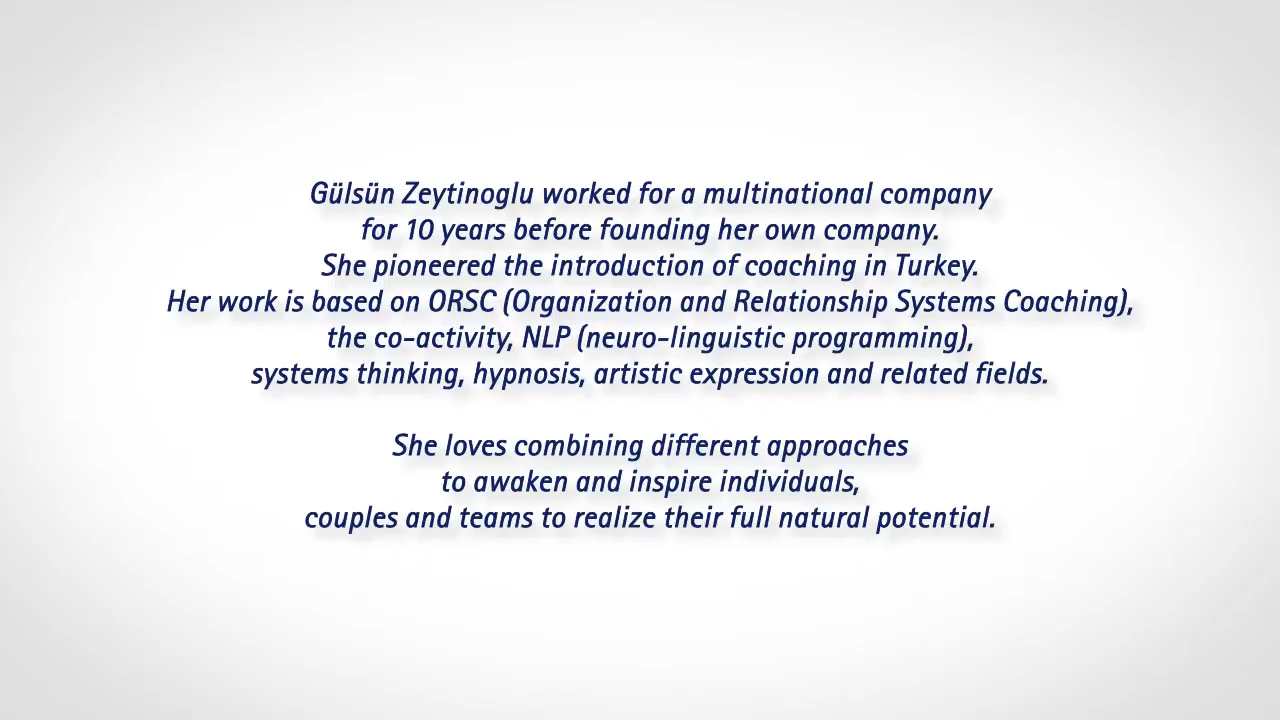 Gülsün Zeytinoglu worked for a multinational company
for 10 years before founding her own company.
She pioneered the introduction of coaching in Turkey.
Her work is based on ORSC (Organization and Relationship Systems Coaching),
the co-activity, NLP (neuro-linguistic programming),
systems thinking, hypnosis, artistic expression and related fields.
She loves combining different approaches
to awaken and inspire individuals,
couples and teams to realize their full natural potential.